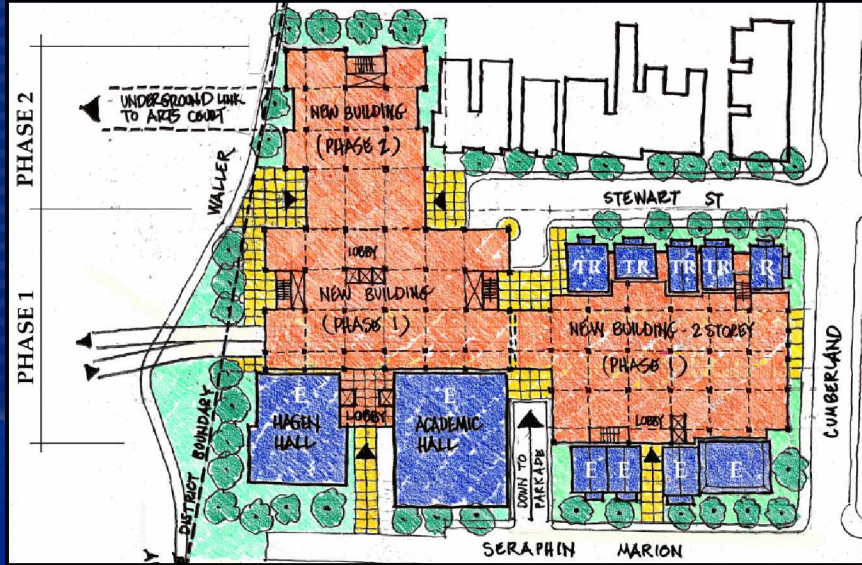 PHASE 2
PHASE 1
UNDERGROUND LINK
TO ARTS COURT
WALLER
NEW BUILDING
(PHASE 2)
STEWART ST
LOBBY
NEW BUILDING
(PHASE 1)
TR
TR
TR
TR
R
NEW BUILDING - 2 STOREY
(PHASE 1)
LOBBY
CUMBERLAND
E
HAGEN
HALL
LOBBY
E
ACADEMIC
HALL
DOWN TO
PARKADE
E
E
E
E
DISTRICT BOUNDARY
Y
SERAPHIN MARION